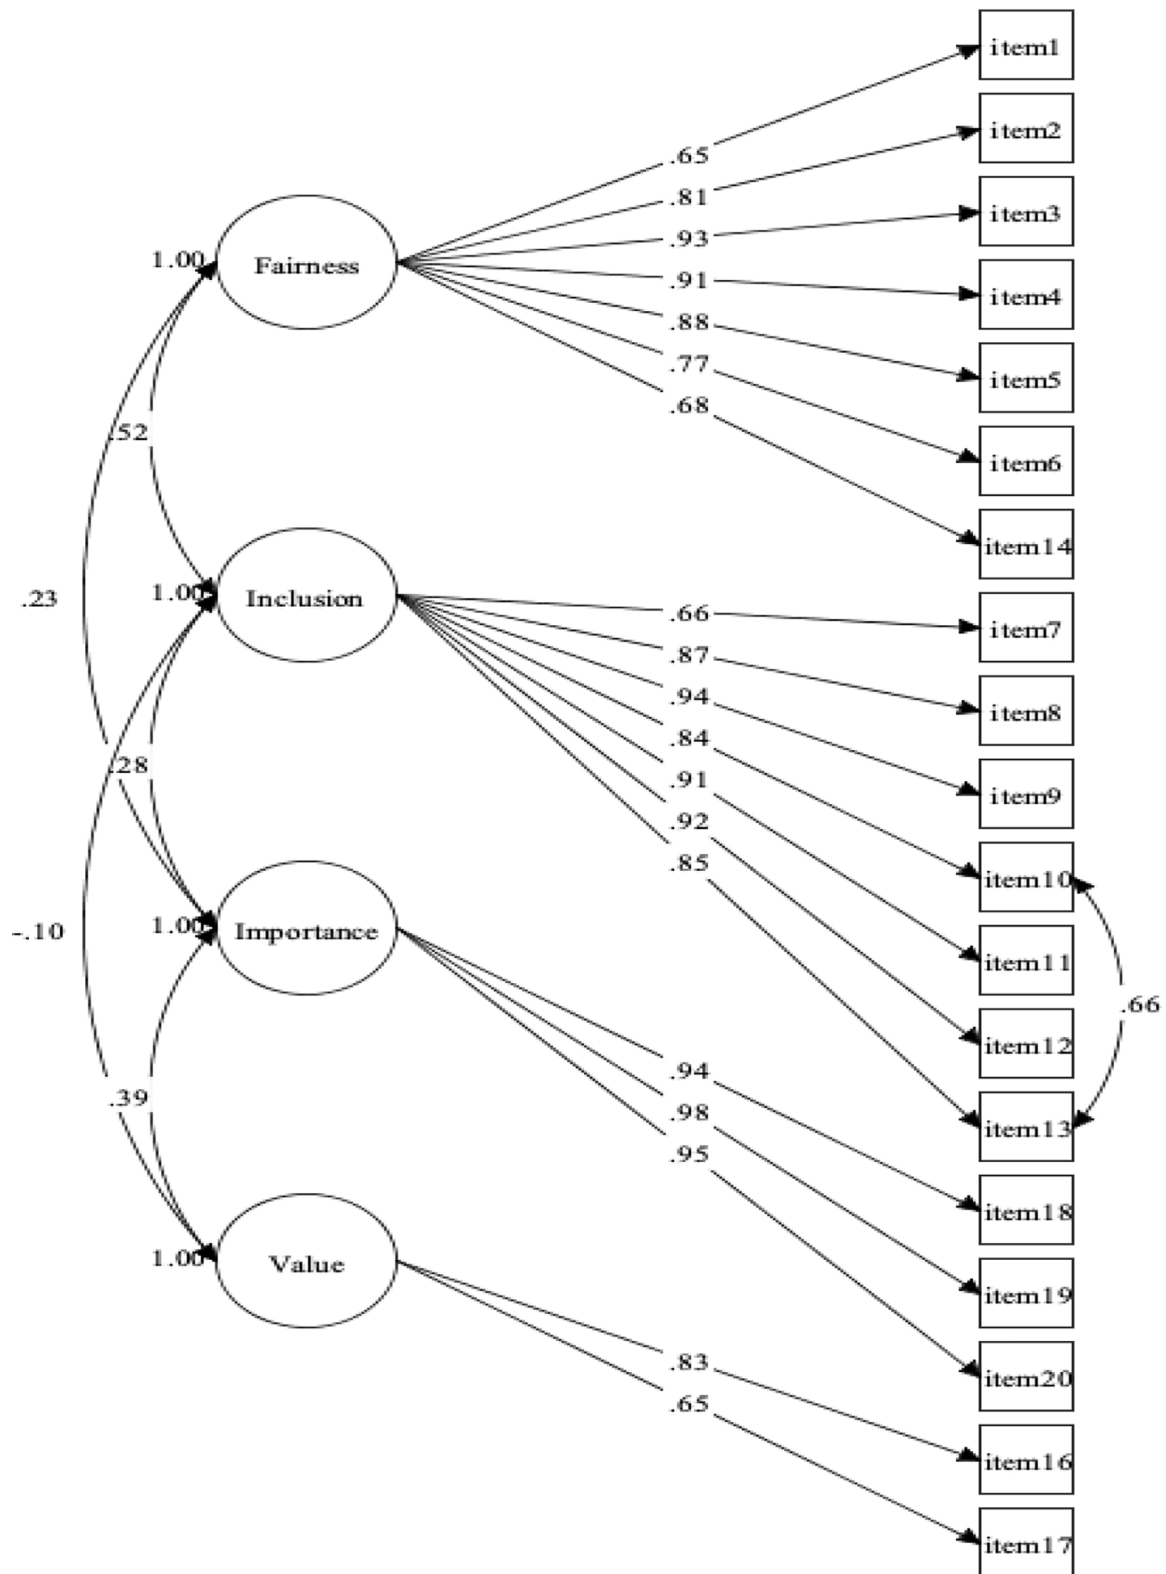 item1
item2
.65
.81
item3
.93
1.00
Fairness
.91
item4
.88
.77
item5
.68
.52
item6
item14
1.00
Inclusion
.23
.66
item7
.87
.94
item8
.84
.28
.91
item9
.92
.85
item10
1.00
Importance
-.10
item11
.66
item12
.94
.39
.98
item13
.95
item18
1.00
Value
item19
.83
item20
.65
item16
item17